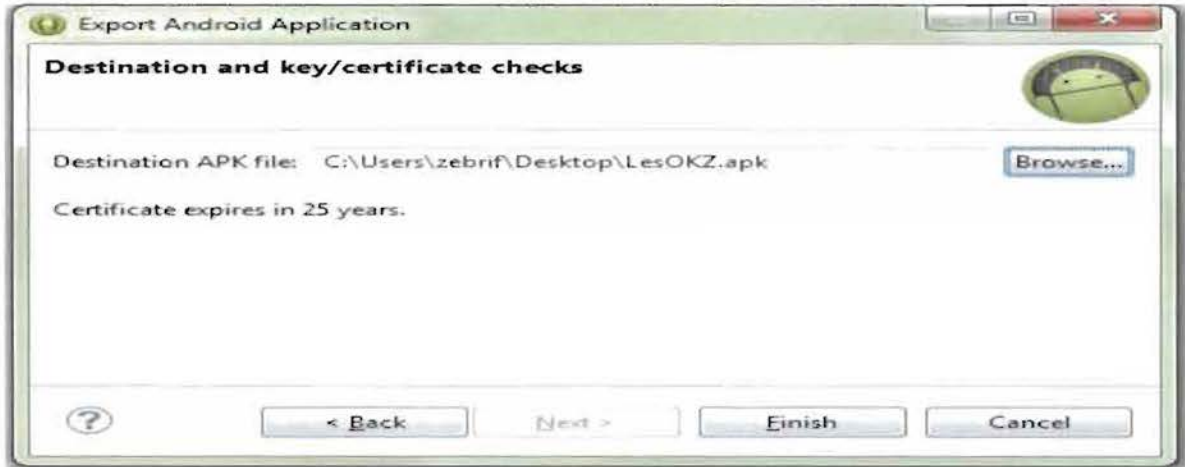 Export Android Application
Destination and key/certificate checks
Destination APK file: C:\Users\zebrif\Desktop\LesOKZ.apk
Browse...
Certificate expires in 25 years.
?
< Back
Next >
Finish
Cancel